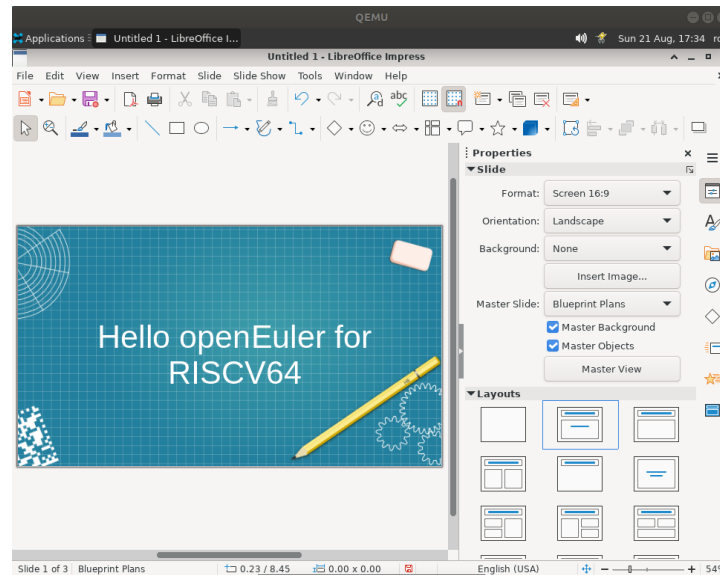 QEMU
Applications
Untitled 1 - LibreOffice I...
Sun 21 Aug, 17:34
Untitled 1 - LibreOffice Impress
File Edit View Insert Format Slide Slide Show Tools Window Help
abc
Properties
Slide
Format: Screen 16:9
Orientation: Landscape
Background: None
Insert Image...
Master Slide: Blueprint Plans
Master Background
Master Objects
Master View
Layouts
Hello openEuler for
RISCV64
Slide 1 of 3 Blueprint Plans 0.23 / 8.45 0.00 x 0.00 English (USA)